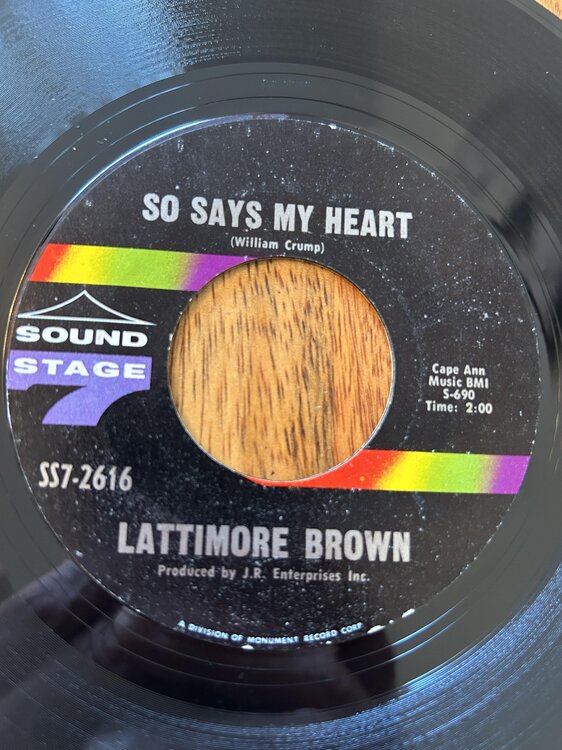 SO SAYS MY HEART
(William Crump)
SOUND
STAGE
7
Cape Ann
Music BMI
S-690
Time: 2:00
SS7-2616
LATTIMORE BROWN
Produced by J.R. Enterprises Inc.
A DIVISION OF MONUMENT RECORD CORP